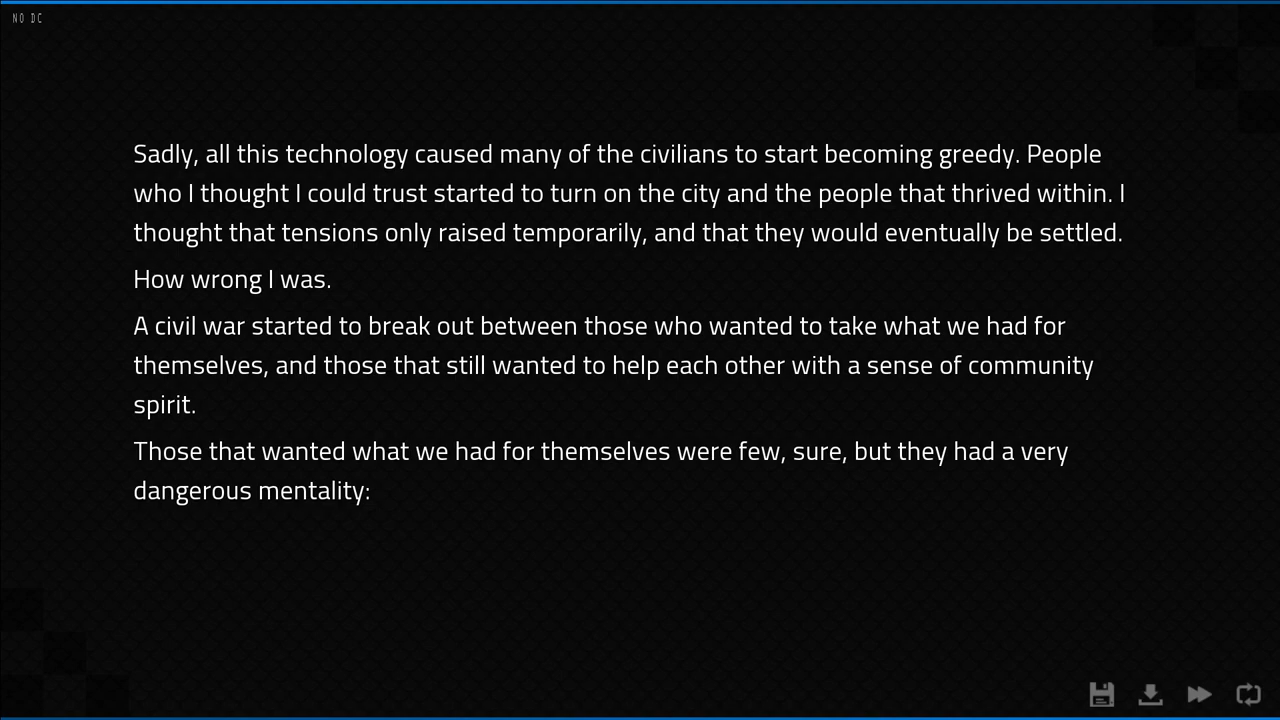 NO DC
Sadly, all this technology caused many of the civilians to start becoming greedy. People
who I thought I could trust started to turn on the city and the people that thrived within. I
thought that tensions only raised temporarily, and that they would eventually be settled.
How wrong I was.
A civil war started to break out between those who wanted to take what we had for
themselves, and those that still wanted to help each other with a sense of community
spirit.
Those that wanted what we had for themselves were few, sure, but they had a very
dangerous mentality: